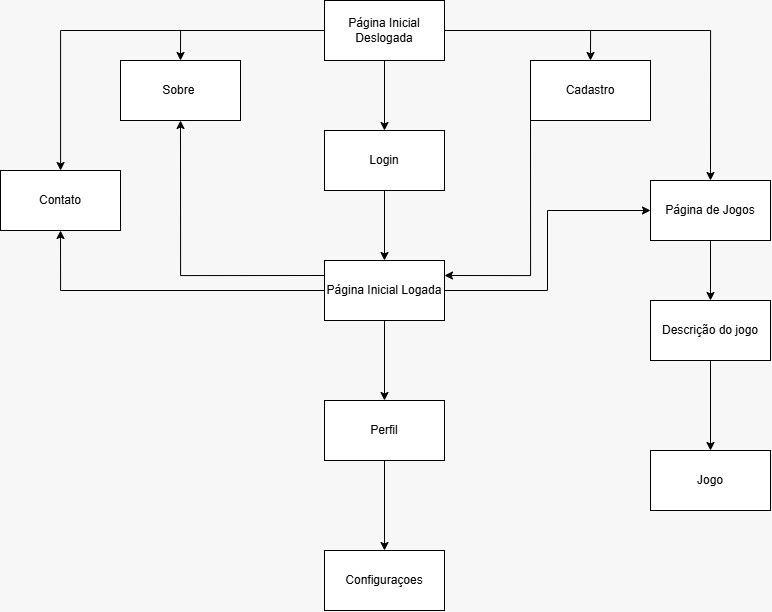 Página Inicial
Deslogada
Sobre
Cadastro
Login
Contato
Página de Jogos
Página Inicial Logada
Descrição do jogo
Perfil
Jogo
Configuraçoes